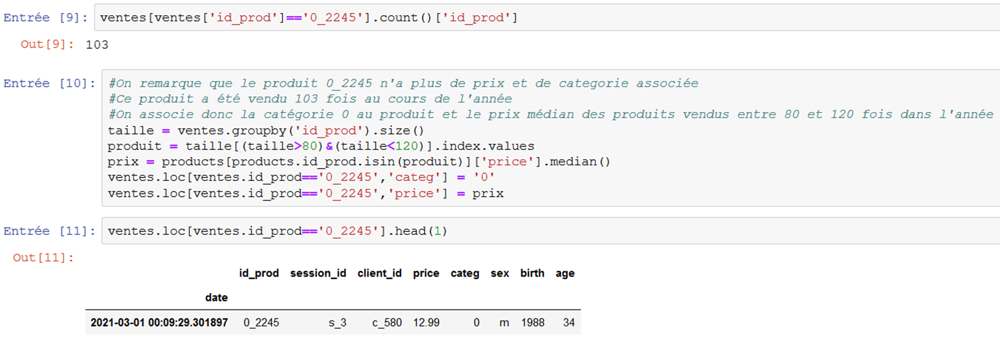 Entrée [9]: ventes[ventes['id_prod']=='0_2245'].count()['id_prod']
Out[9]: 103
Entrée [10]: #On remarque que le produit 0_2245 n'a plus de prix et de categorie associée
#Ce produit a été vendu 103 fois au cours de l'année
#On associe donc la catégorie 0 au produit et le prix médian des produits vendus entre 80 et 120 fois dans l'année
taille = ventes.groupby('id_prod').size()
produit = taille[(taille>80)&(taille<120)].index.values
prix = products[products.id_prod.isin(produit)]['price'].median()
ventes.loc[ventes.id_prod=='0_2245','categ'] = '0'
ventes.loc[ventes.id_prod=='0_2245','price'] = prix
Entrée [11]: ventes.loc[ventes.id_prod=='0_2245'].head(1)
Out[11]:
id_prod session_id client_id price categ sex birth age
date
2021-03-01 00:09:29.301897 0_2245 s_3 c_580 12.99 0 m 1988 34